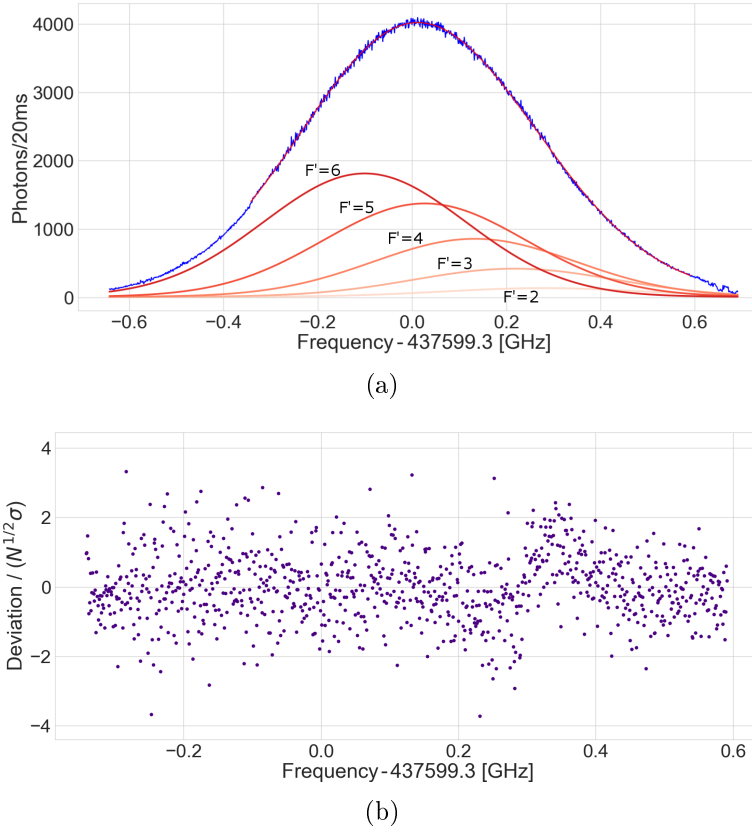 4000
3000
2000
1000
0
Photons/20ms
F'=6
F'=5
F'=4
F'=3
F'=2
−0.6 −0.4 −0.2 0.0 0.2 0.4 0.6
Frequency - 437599.3 [GHz]
(a)
4
2
0
−2
−4
Deviation / (N^{1/2}σ)
−0.2 0.0 0.2 0.4 0.6
Frequency - 437599.3 [GHz]
(b)